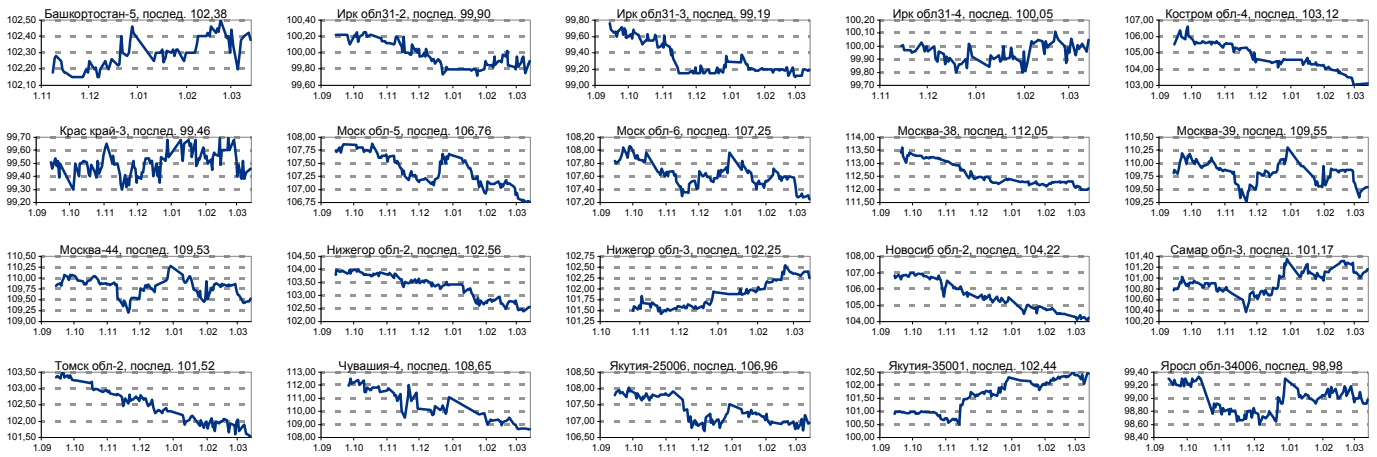 Башкортостан-5, послед. 102,38
102,50
102,40
102,30
102,20
102,10
1.11 1.12 1.01 1.02 1.03
Ирк обл31-2, послед. 99,90
100,40
100,20
100,00
99,80
99,60
1.09 1.10 1.11 1.12 1.01 1.02 1.03
Ирк обл31-3, послед. 99,19
99,80
99,60
99,40
99,20
99,00
1.09 1.10 1.11 1.12 1.01 1.02 1.03
Ирк обл31-4, послед. 100,05
100,20
100,10
100,00
99,90
99,80
99,70
1.11 1.12 1.01 1.02 1.03
Костром обл-4, послед. 103,12
107,00
106,00
105,00
104,00
103,00
1.09 1.10 1.11 1.12 1.01 1.02 1.03
Крас край-3, послед. 99,46
99,70
99,60
99,50
99,40
99,30
99,20
1.09 1.10 1.11 1.12 1.01 1.02 1.03
Моск обл-5, послед. 106,76
108,00
107,75
107,50
107,25
107,00
106,75
1.09 1.10 1.11 1.12 1.01 1.02 1.03
Моск обл-6, послед. 107,25
108,20
108,00
107,80
107,60
107,40
107,20
1.09 1.10 1.11 1.12 1.01 1.02 1.03
Москва-38, послед. 112,05
114,00
113,50
113,00
112,50
112,00
111,50
1.09 1.10 1.11 1.12 1.01 1.02 1.03
Москва-39, послед. 109,55
110,50
110,25
110,00
109,75
109,50
109,25
1.09 1.10 1.11 1.12 1.01 1.02 1.03
Москва-44, послед. 109,53
110,50
110,25
110,00
109,75
109,50
109,25
109,00
1.09 1.10 1.11 1.12 1.01 1.02 1.03
Нижегор обл-2, послед. 102,56
104,50
104,00
103,50
103,00
102,50
102,00
1.09 1.10 1.11 1.12 1.01 1.02 1.03
Нижегор обл-3, послед. 102,25
102,75
102,50
102,25
102,00
101,75
101,50
101,25
1.10 1.11 1.12 1.01 1.02 1.03
Новосиб обл-2, послед. 104,22
108,00
107,00
106,00
105,00
104,00
1.09 1.10 1.11 1.12 1.01 1.02 1.03
Самар обл-3, послед. 101,17
101,40
101,20
101,00
100,80
100,60
100,40
100,20
1.09 1.10 1.11 1.12 1.01 1.02 1.03
Томск обл-2, послед. 101,52
103,50
103,00
102,50
102,00
101,50
1.09 1.10 1.11 1.12 1.01 1.02 1.03
Чувашия-4, послед. 108,65
113,00
112,00
111,00
110,00
109,00
108,00
1.09 1.10 1.11 1.12 1.01 1.02 1.03
Якутия-25006, послед. 106,96
108,50
108,00
107,50
107,00
106,50
1.09 1.10 1.11 1.12 1.01 1.02 1.03
Якутия-35001, послед. 102,44
102,50
102,00
101,50
101,00
100,50
100,00
1.09 1.10 1.11 1.12 1.01 1.02 1.03
Яросл обл-34006, послед. 98,98
99,40
99,20
99,00
98,80
98,60
98,40
1.09 1.10 1.11 1.12 1.01 1.02 1.03